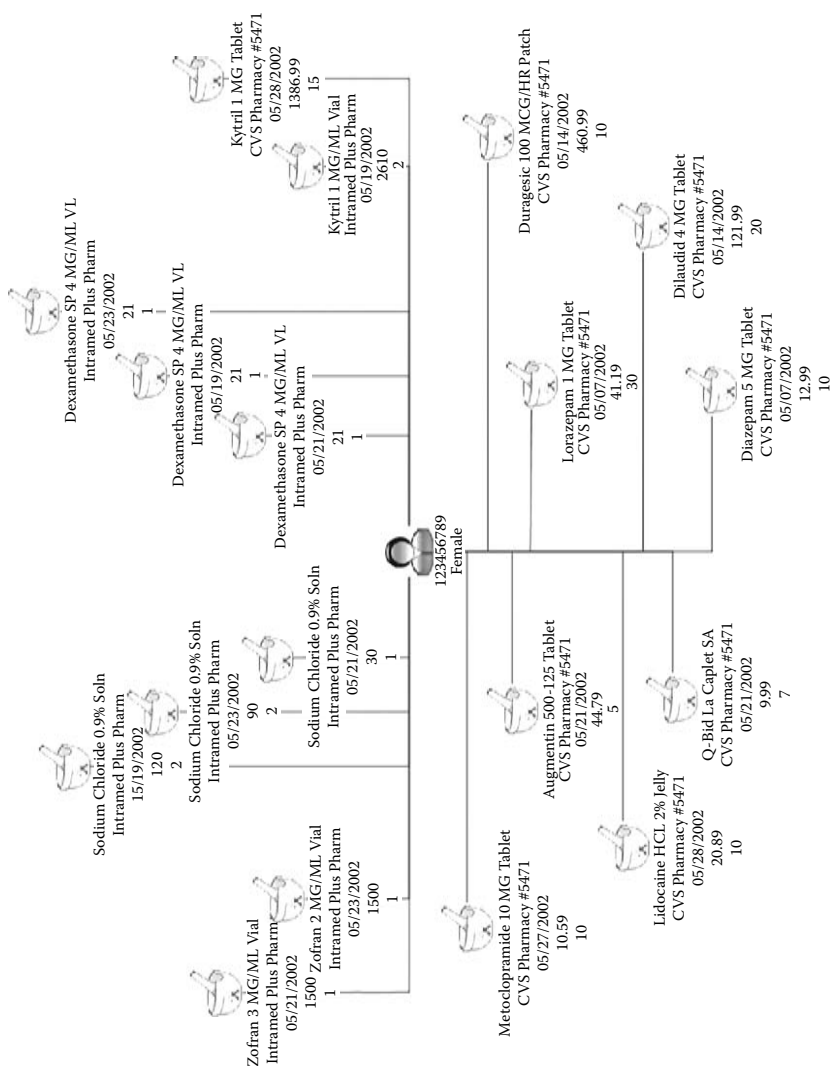 Zofran 3 MG/ML Vial
Intramed Plus Pharm
05/21/2002
1500
1
Zofran 2 MG/ML Vial
Intramed Plus Pharm
05/23/2002
1500
1
Sodium Chloride 0.9% Soln
Intramed Plus Pharm
15/19/2002
120
2
Sodium Chloride 0.9% Soln
Intramed Plus Pharm
05/23/2002
90
2
Sodium Chloride 0.9% Soln
Intramed Plus Pharm
05/21/2002
30
1
Dexamethasone SP 4 MG/ML VL
Intramed Plus Pharm
05/23/2002
21
1
Dexamethasone SP 4 MG/ML VL
Intramed Plus Pharm
05/19/2002
21
1
Dexamethasone SP 4 MG/ML VL
Intramed Plus Pharm
05/21/2002
21
1
Kytril 1 MG Tablet
CVS Pharmacy #5471
05/28/2002
1386.99
15
Kytril 1 MG/ML Vial
Intramed Plus Pharm
05/19/2002
2610
2
123456789
Female
Metoclopramide 10 MG Tablet
CVS Pharmacy #5471
05/27/2002
10.59
10
Augmentin 500-125 Tablet
CVS Pharmacy #5471
05/21/2002
44.79
5
Lidocaine HCL 2% Jelly
CVS Pharmacy #5471
05/28/2002
20.89
10
Q-Bid La Caplet SA
CVS Pharmacy #5471
05/21/2002
9.99
7
Duragesic 100 MCG/HR Patch
CVS Pharmacy #5471
05/14/2002
460.99
10
Lorazepam 1 MG Tablet
CVS Pharmacy #5471
05/07/2002
41.19
30
Dilaudid 4 MG Tablet
CVS Pharmacy #5471
05/14/2002
121.99
20
Diazepam 5 MG Tablet
CVS Pharmacy #5471
05/07/2002
12.99
10